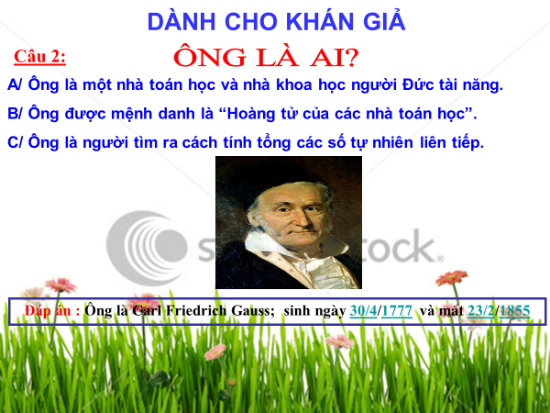 DÀNH CHO KHÁN GIẢ
Câu 2:
ÔNG LÀ AI?
A/ Ông là một nhà toán học và nhà khoa học người Đức tài năng.
B/ Ông được mệnh danh là “Hoàng tử của các nhà toán học”.
C/ Ông là người tìm ra cách tính tổng các số tự nhiên liên tiếp.
Đáp án : Ông là Carl Friedrich Gauss; sinh ngày 30/4/1777 và mất 23/2/1855